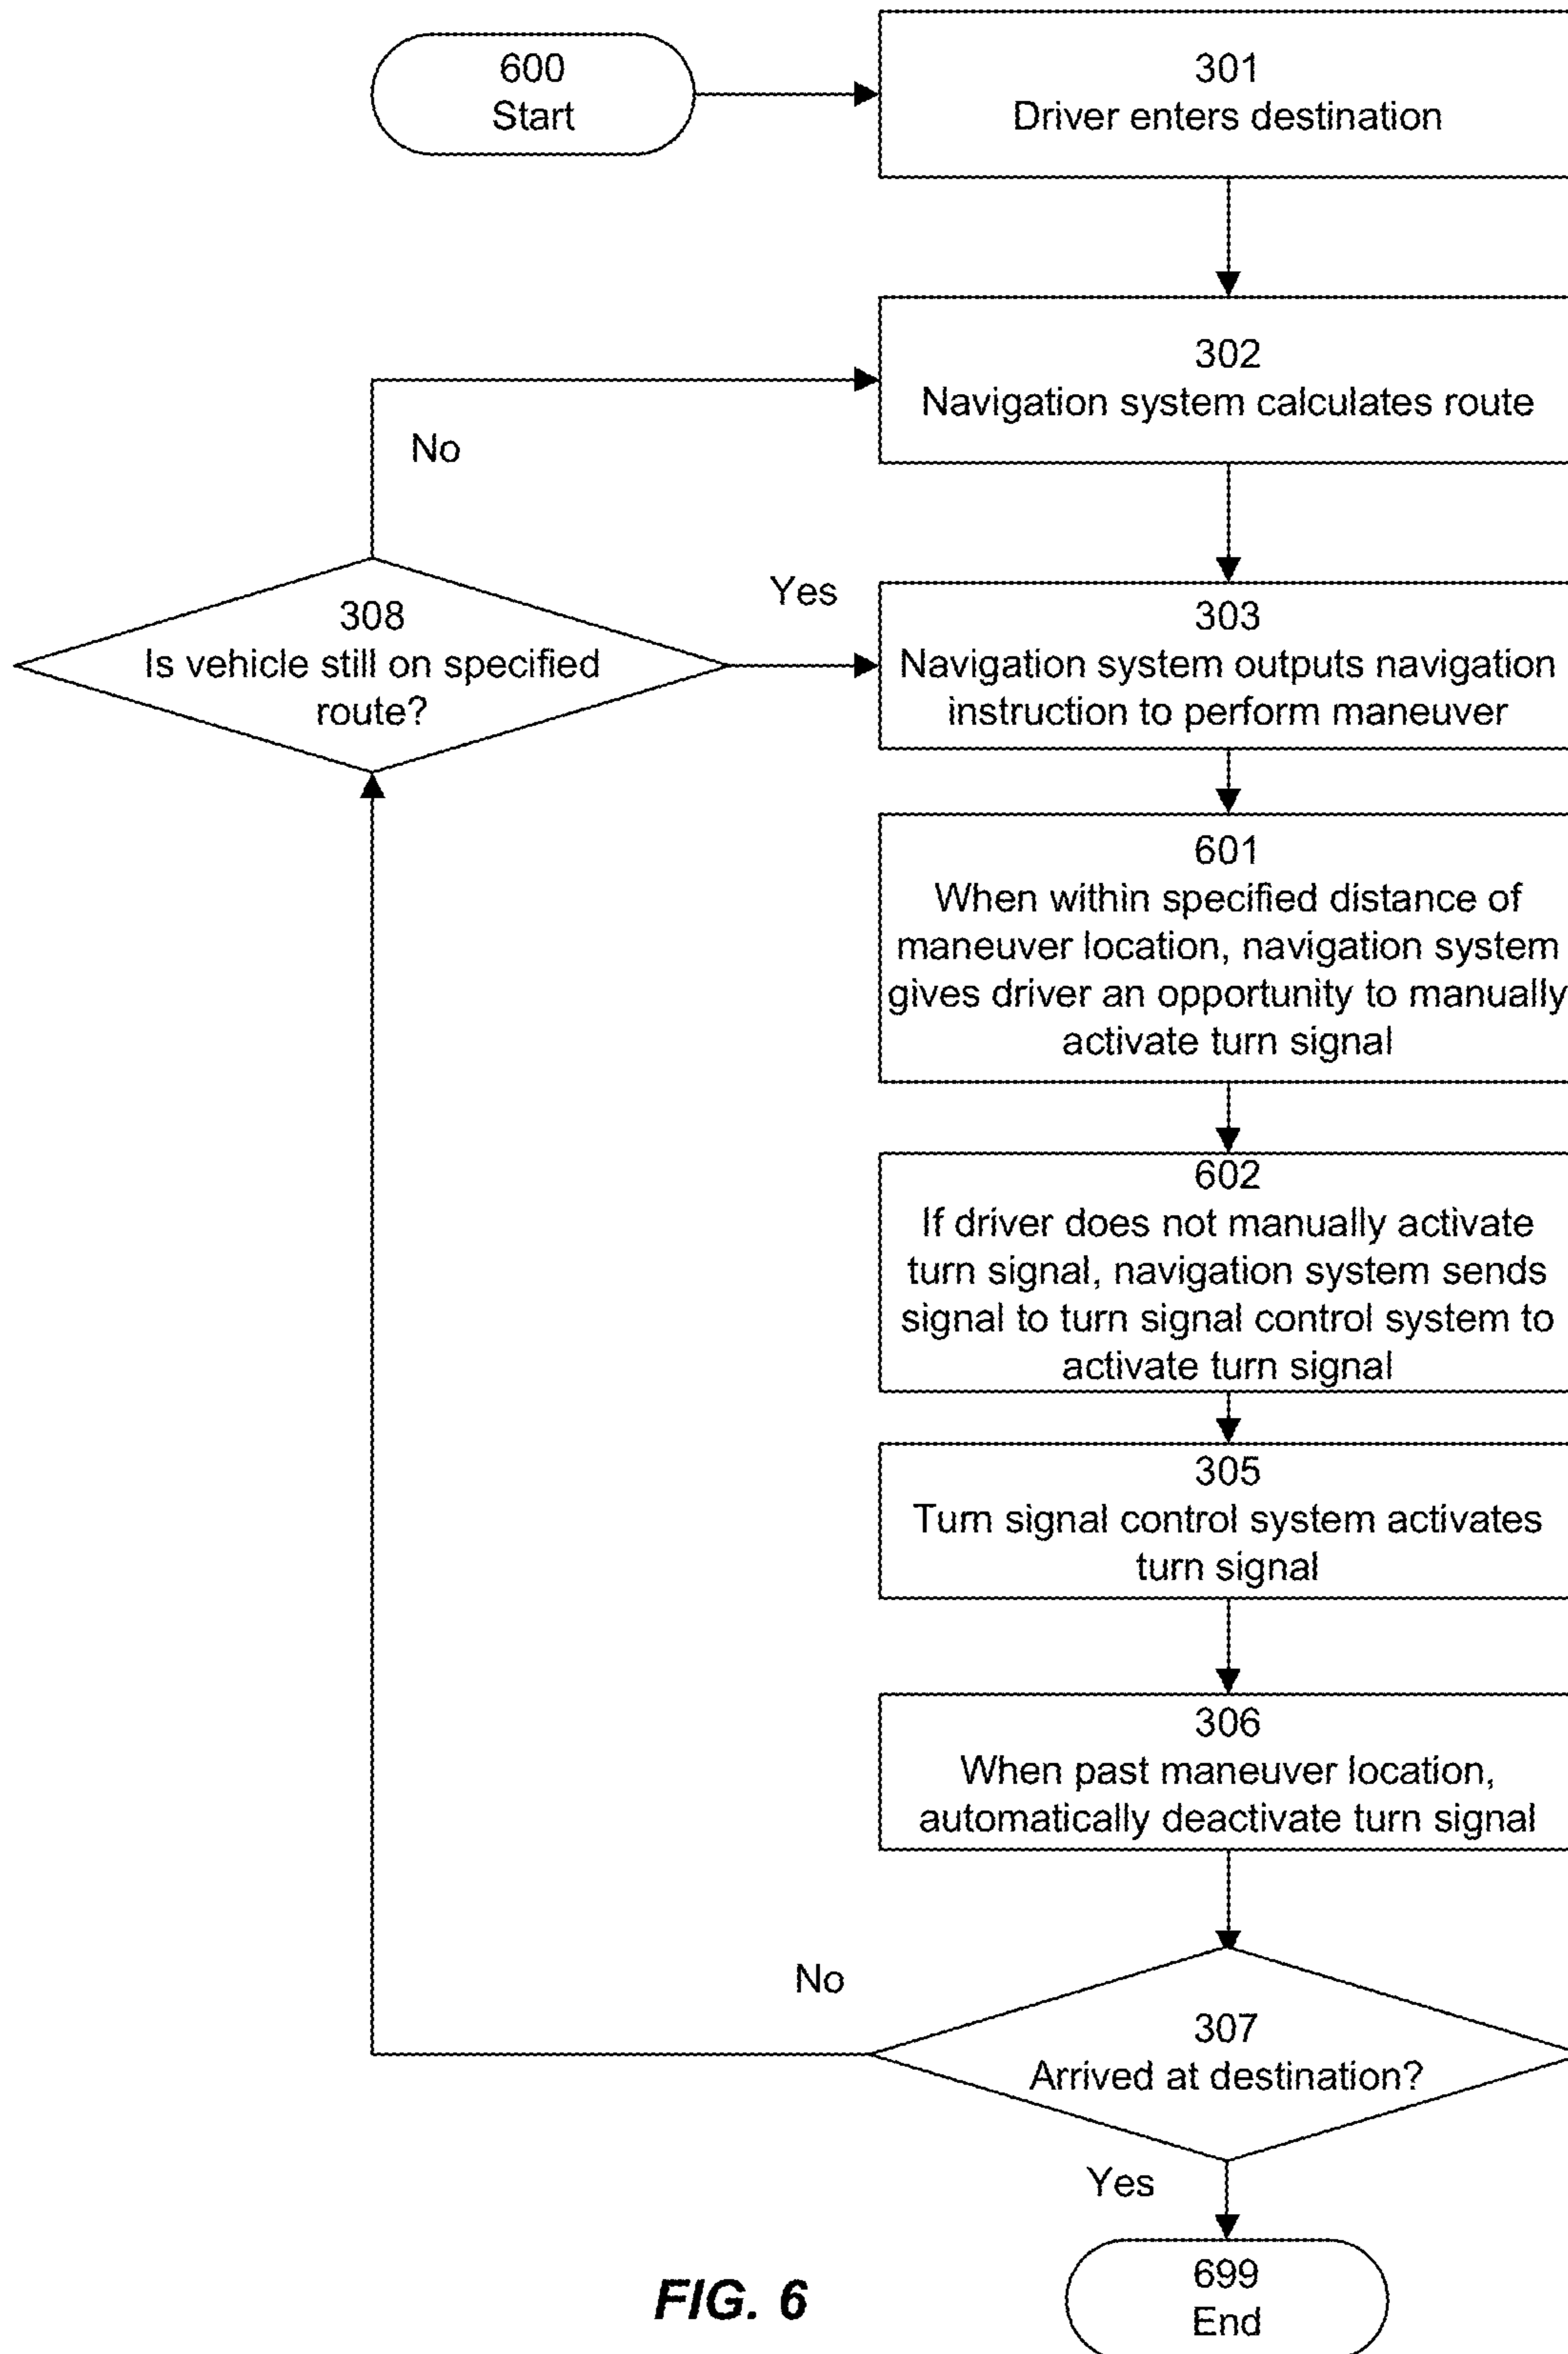 600
Start
301
Driver enters destination
302
Navigation system calculates route
No
308
Is vehicle still on specified
route?
Yes
303
Navigation system outputs navigation
instruction to perform maneuver
601
When within specified distance of
maneuver location, navigation system
gives driver an opportunity to manually
activate turn signal
602
If driver does not manually activate
turn signal, navigation system sends
signal to turn signal control system to
activate turn signal
305
Turn signal control system activates
turn signal
306
When past maneuver location,
automatically deactivate turn signal
No
307
Arrived at destination?
Yes
699
End
FIG. 6